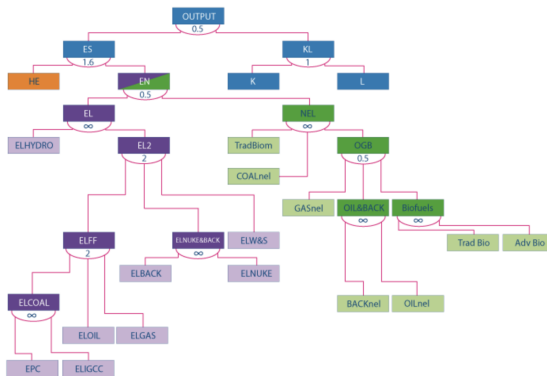 OUTPUT
0.5
ES
KL
1.6
1
HE
EN
K
L
0.5
EL
NEL
∞
∞
ELHYDRO
EL2
TradBiom
OGB
2
0.5
COALnel
GASnel
OIL&BACK
Biofuels
∞
∞
ELFF
ELNUKE&BACK
ELW&S
Trad Bio
Adv Bio
2
∞
ELBACK
ELNUKE
ELCOAL
BACKnel
OILnel
∞
ELOIL
ELGAS
EPC
ELIGCC